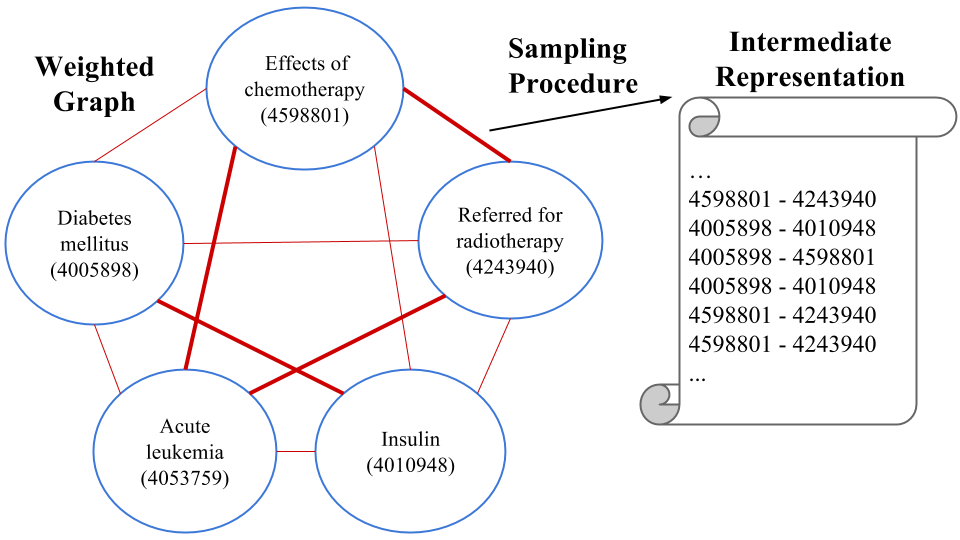 Weighted
Graph
Effects of
chemotherapy
(4598801)
Diabetes
mellitus
(4005898)
Referred for
radiotherapy
(4243940)
Acute
leukemia
(4053759)
Insulin
(4010948)
Sampling
Procedure
Intermediate
Representation
…
4598801 - 4243940
4005898 - 4010948
4005898 - 4598801
4005898 - 4010948
4598801 - 4243940
4598801 - 4243940
...